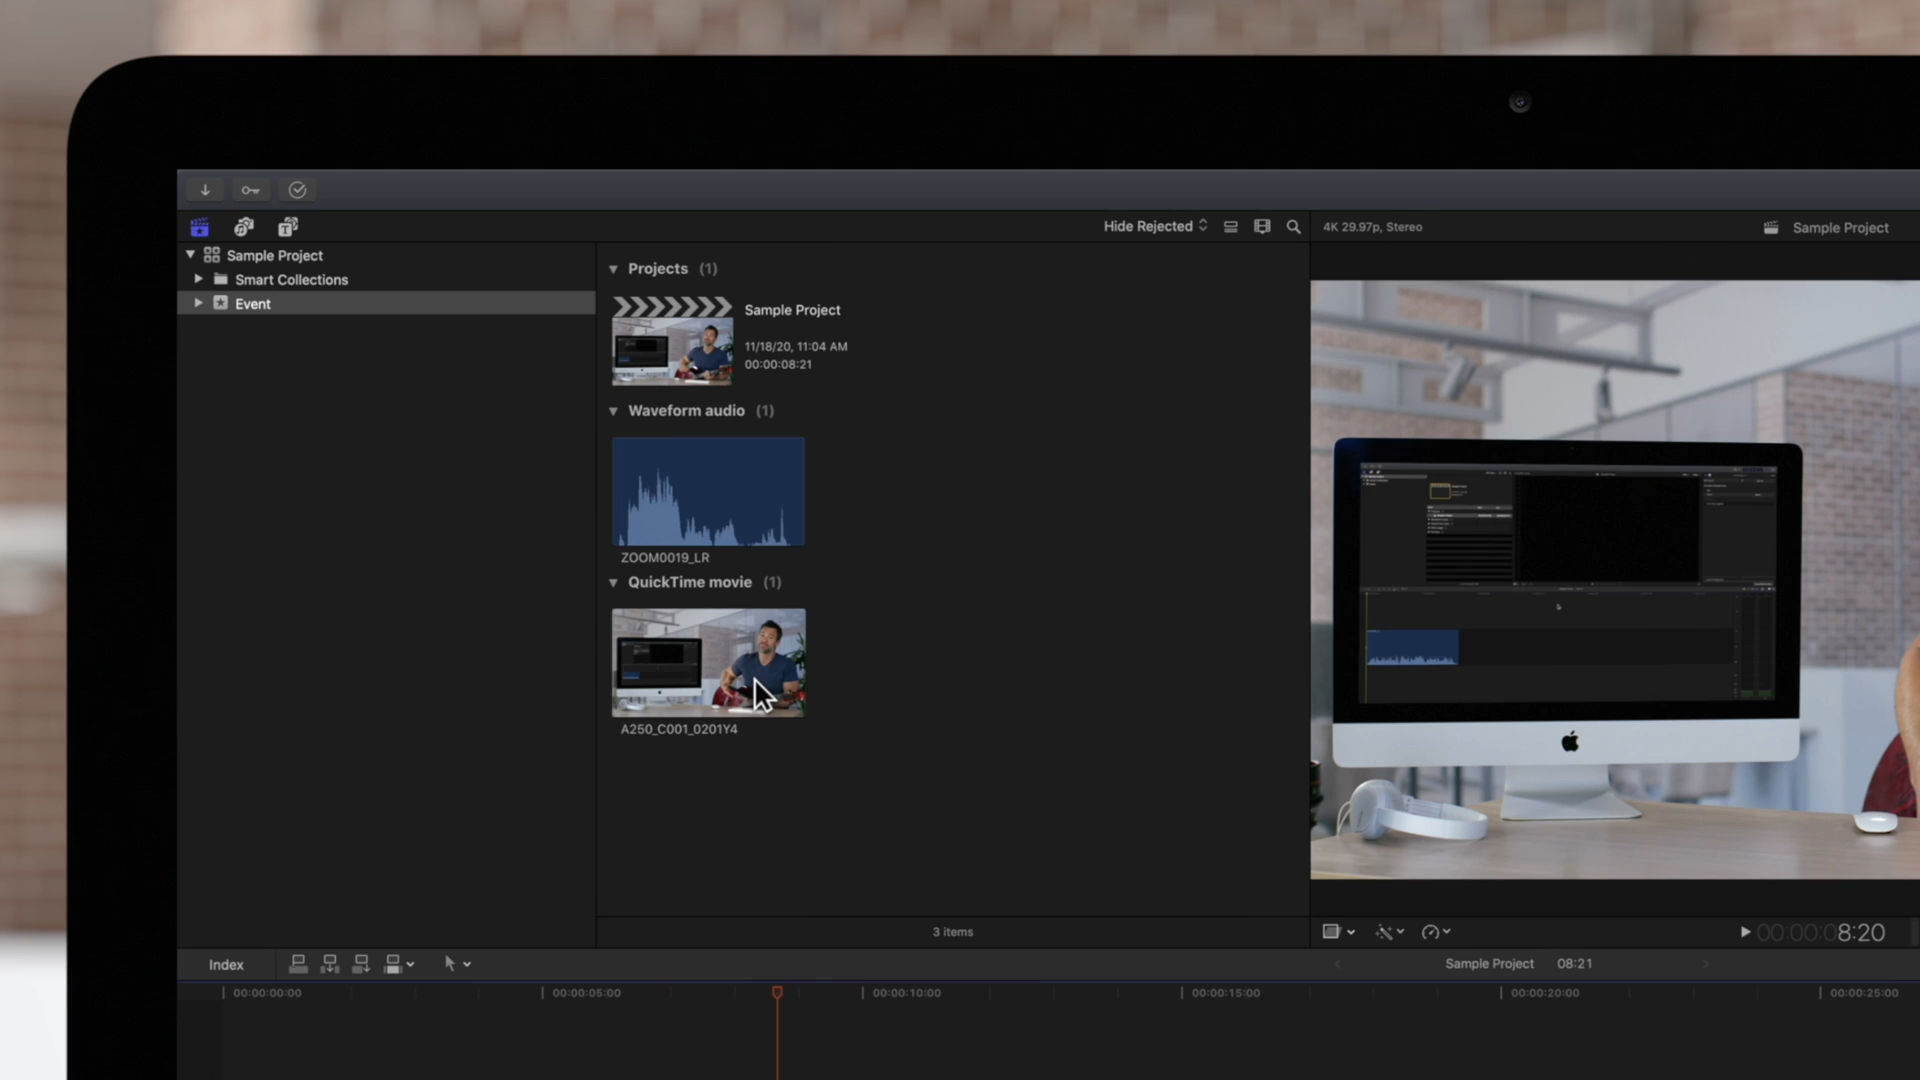 Hide Rejected
4K 29.97p, Stereo
Sample Project
Sample Project
Smart Collections
Event
Projects (1)
Sample Project
11/18/20, 11:04 AM
00:00:08:21
Waveform audio (1)
ZOOM0019_LR
QuickTime movie (1)
A250_C001_0201Y4
3 items
00:00:08:20
Index
Sample Project 08:21
00:00:00:00
00:00:05:00
00:00:10:00
00:00:15:00
00:00:20:00
00:00:25:00